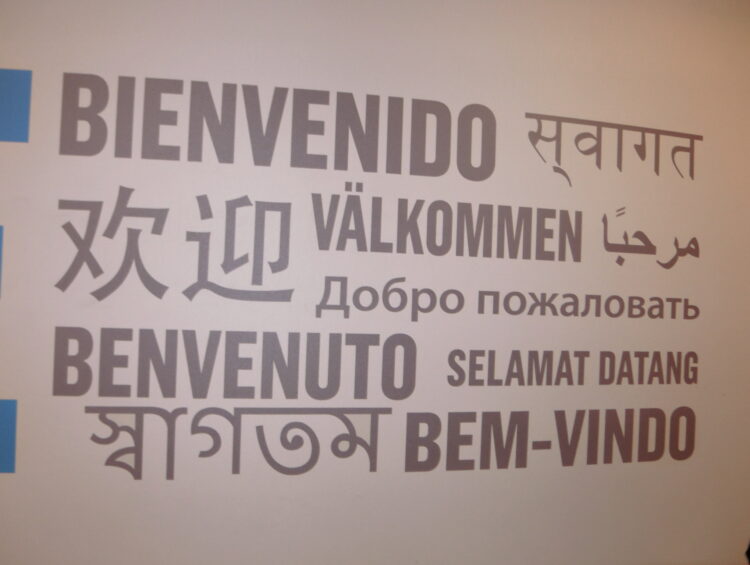 BIENVENIDO स्‌वागत
欢迎 VÄLKOMMEN مرحبًا
Добро пожаловать
BENVENUTO SELAMAT DATANG
স্বাগতম BEM-VINDO